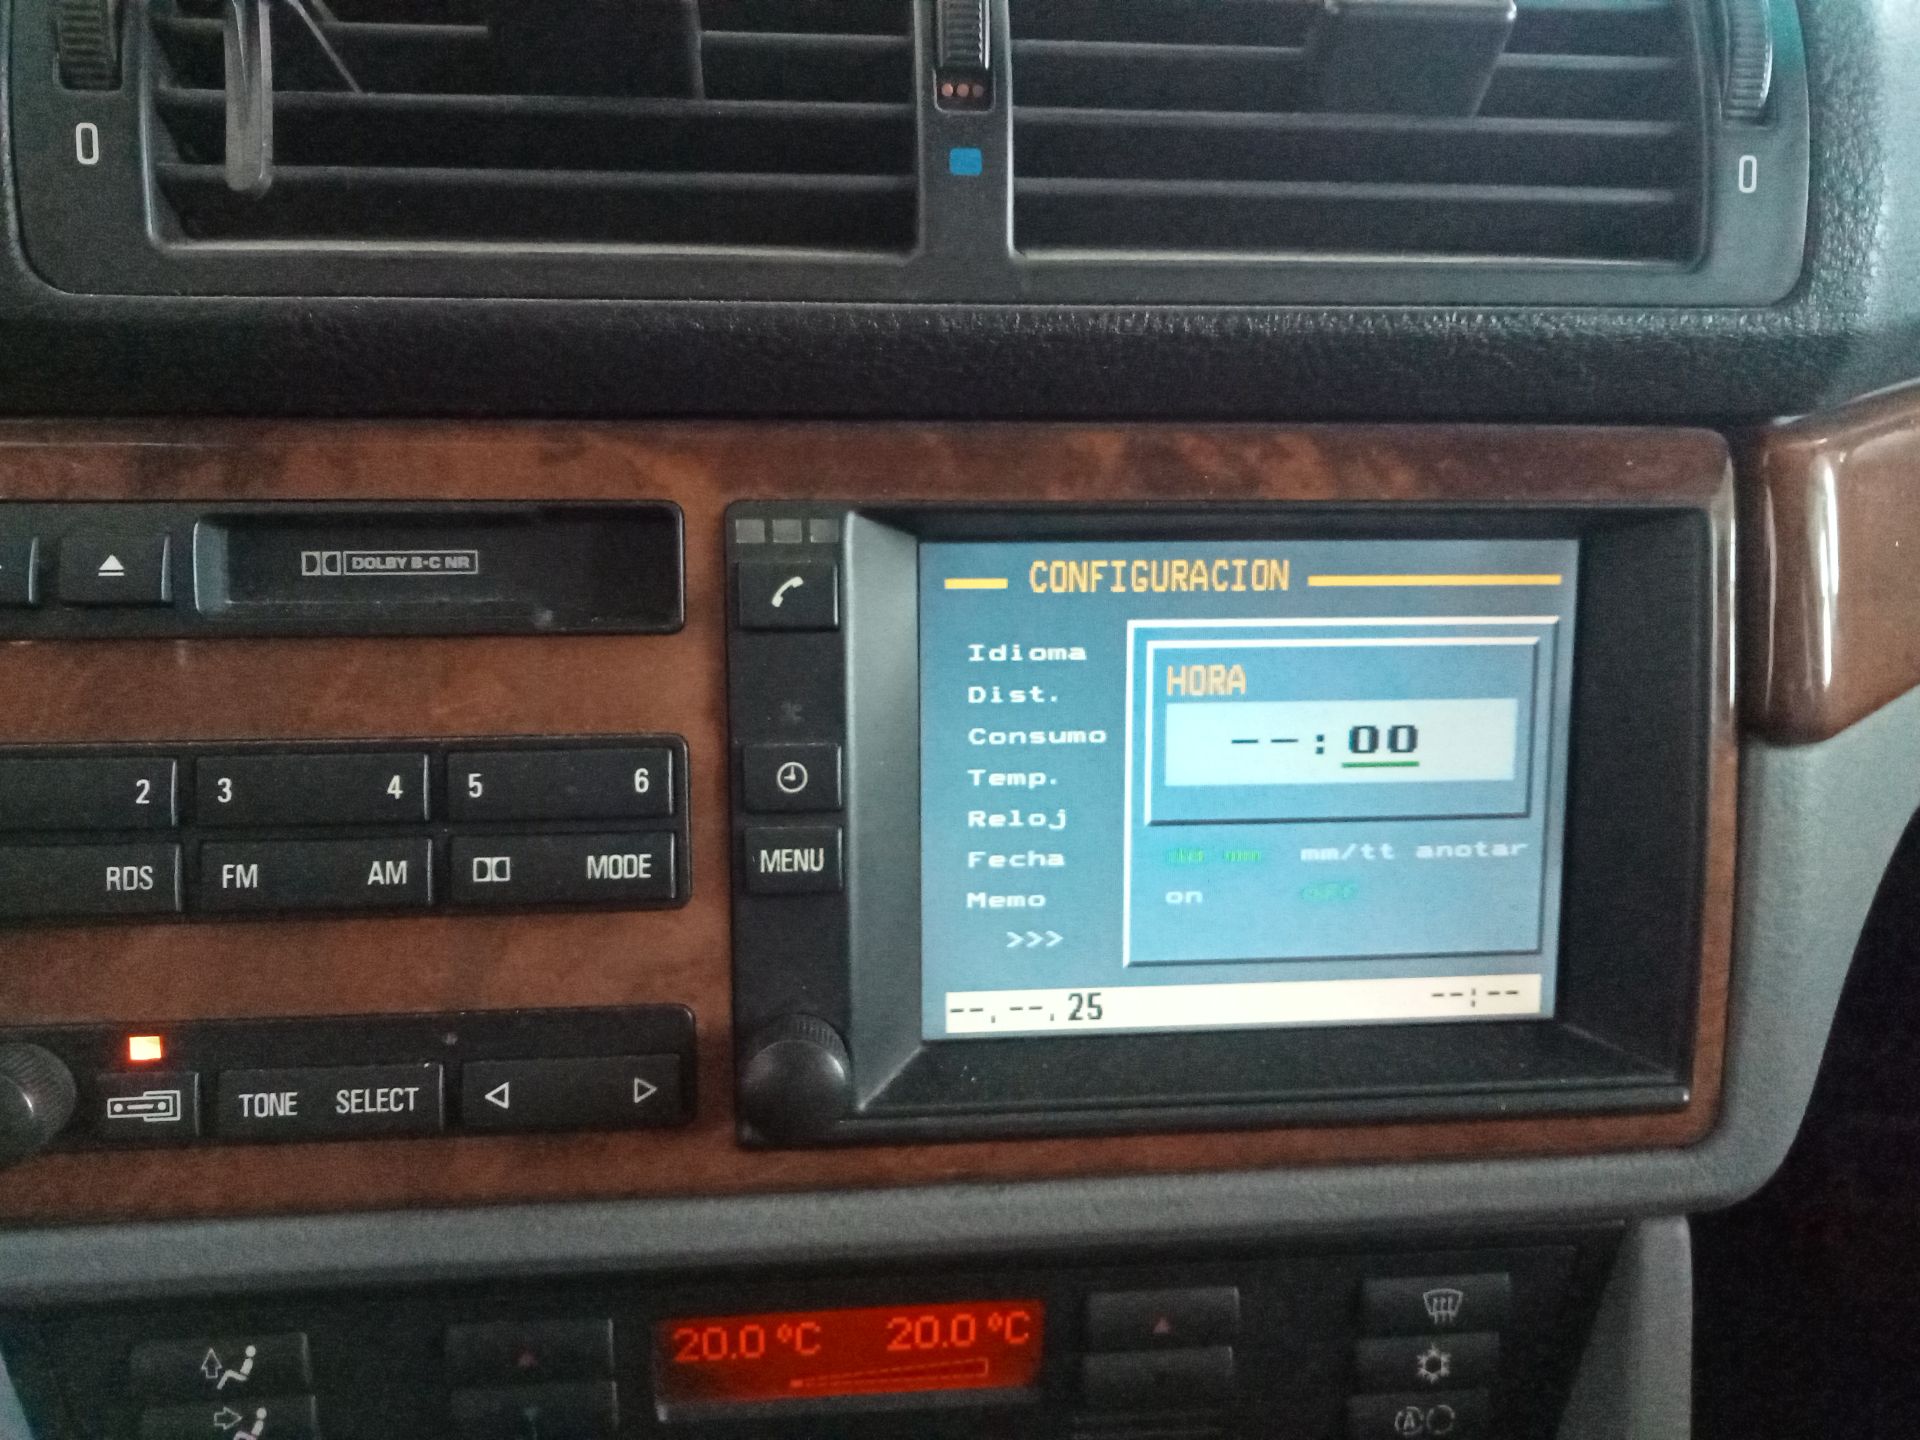 0
0
DOLBY B-C NR
CONFIGURACION
Idioma
HORA
Dist.
--:00
Consumo
Temp.
Reloj
Fecha
mm/tt anotar
Memo
on
>>>
--.--.25
--:--
2
3
4
5
6
MENU
RDS
FM
AM
MODE
TONE
SELECT
20.0 °C
20.0 °C
A